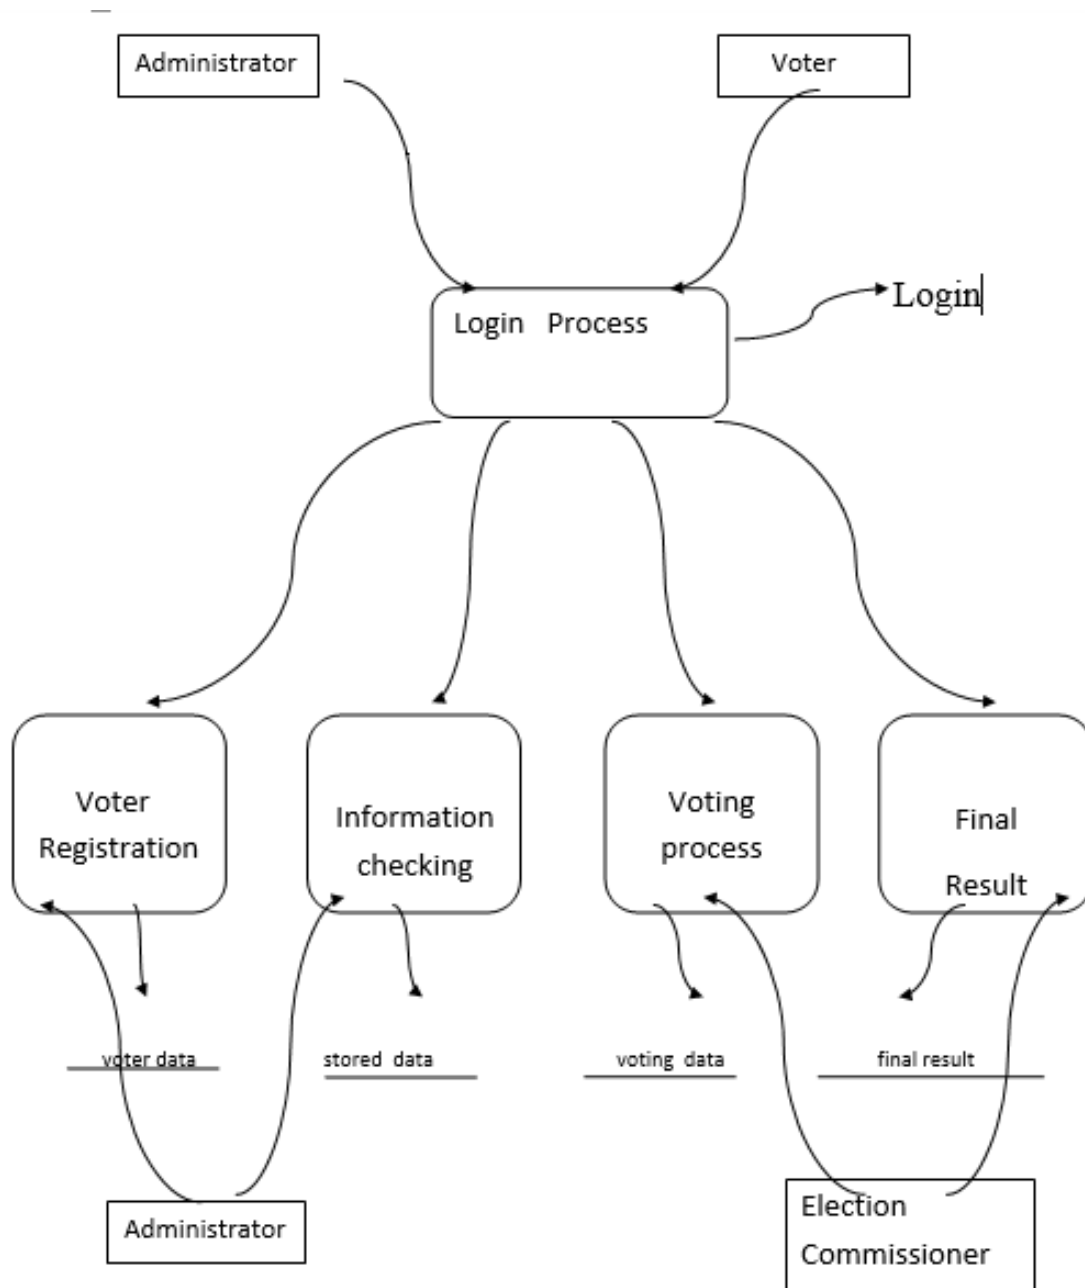 Administrator
Voter
Login Process
Login
Voter
Registration
Information
checking
Voting
process
Final
Result
voter data
stored data
voting data
final result
Administrator
Election
Commissioner